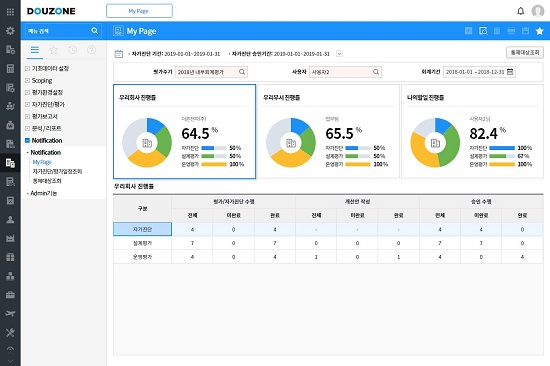 DOUZONE
My Page
메뉴 검색
My Page
기초데이터 설정
Scoping
평가환경설정
자가진단/평가
평가보고서
분석 / 리포트
Notification
Notification
My Page
자가진단/평가일정조회
통제대상조회
Admin기능
· 자가진단 기간: 2019-01-01~2019-01-31 · 자가진단 승인기간: 2019-01-01~2019-01-31
통제대상조회
평가주기 2018년 내부회계평가 사용자 사용자2 회계기간 2018-01-01 ~ 2018-12-31
우리회사 진행률
더존전자(주)
64.5%
자가진단 50%
설계평가 50%
운영평가 100%
우리부서 진행률
법무팀
65.5%
자가진단 50%
설계평가 50%
운영평가 100%
나의할일 진행률
사용자2님
82.4%
자가진단 100%
설계평가 67%
운영평가 100%
우리회사 진행률
구분 평가/자가진단 수행 개선안 작성 승인 수행
전체 미완료 완료 전체 미완료 완료 전체 미완료 완료
자가진단 4 0 4 - - - 4 4 0
설계평가 7 0 7 0 0 0 7 7 0
운영평가 4 0 4 1 0 1 4 0 4